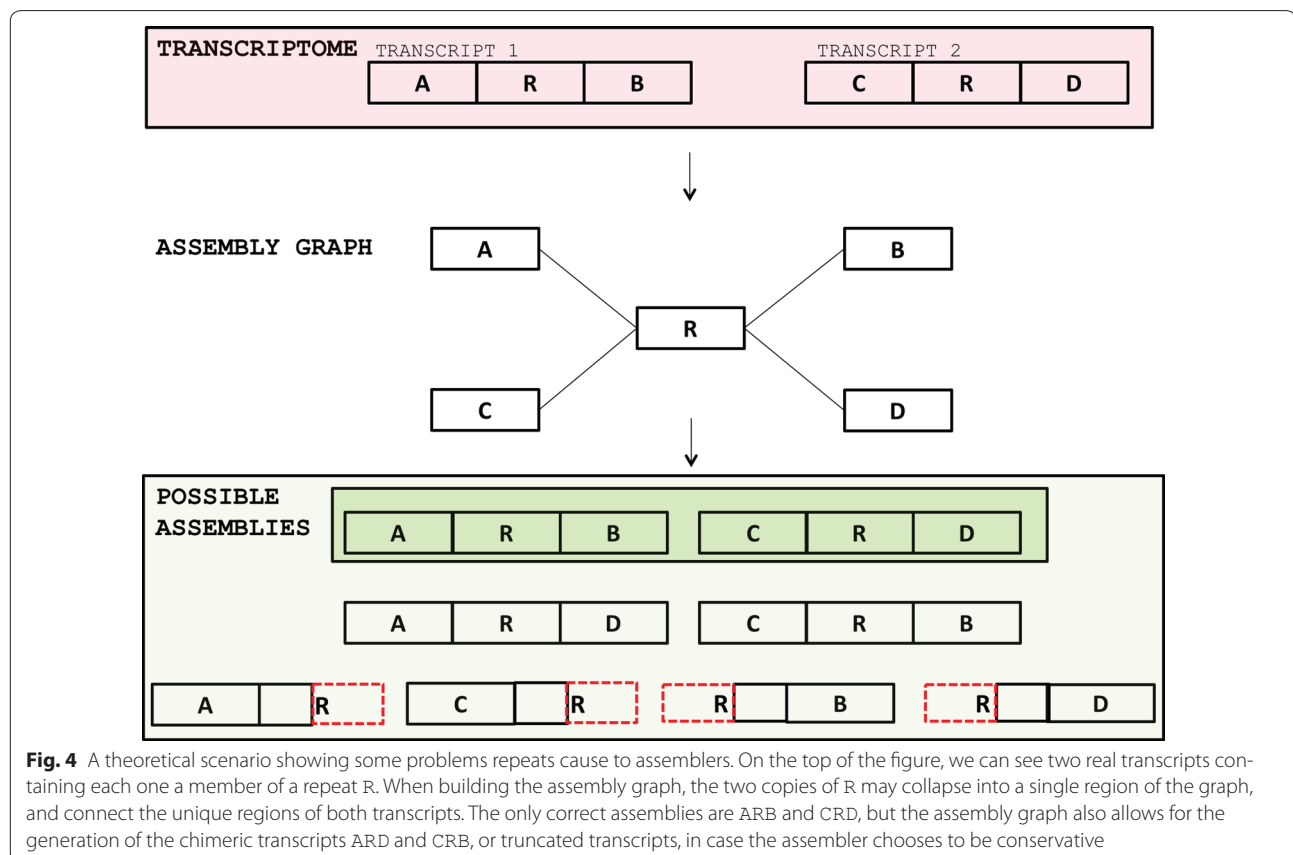 TRANSCRIPTOME
TRANSCRIPT 1
TRANSCRIPT 2
A R B
C R D
ASSEMBLY GRAPH
A
B
R
C
D
POSSIBLE
ASSEMBLIES
A R B
C R D
A R D
C R B
A R
C R
R B
R D
Fig. 4 A theoretical scenario showing some problems repeats cause to assemblers. On the top of the figure, we can see two real transcripts con-
taining each one a member of a repeat R. When building the assembly graph, the two copies of R may collapse into a single region of the graph,
and connect the unique regions of both transcripts. The only correct assemblies are ARB and CRD, but the assembly graph also allows for the
generation of the chimeric transcripts ARD and CRB, or truncated transcripts, in case the assembler chooses to be conservative